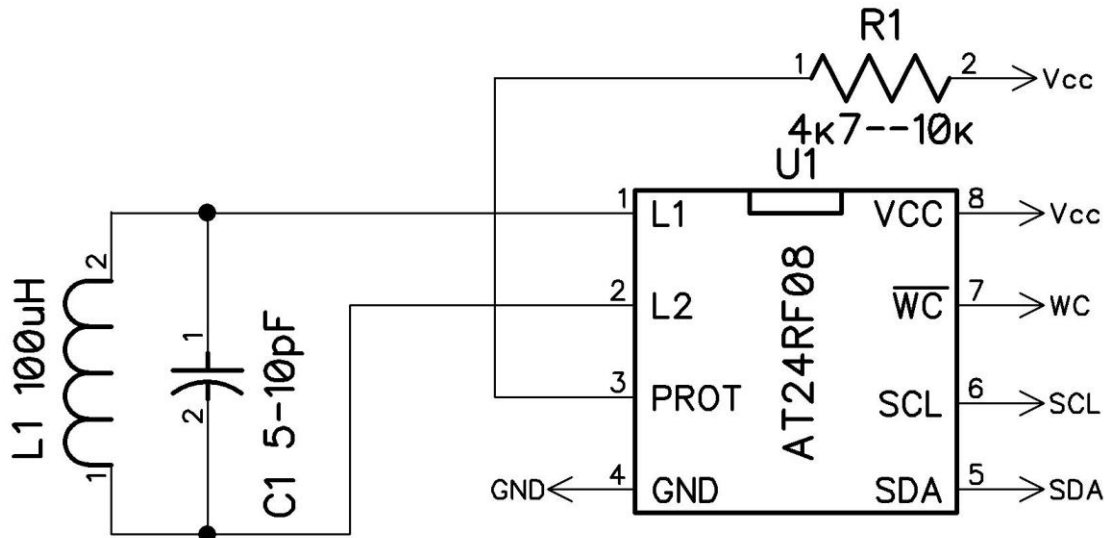 R1
1
2
Vcc
4к7--10к
U1
1
L1
VCC
8
Vcc
2
L2
W̅C̅
7
WC
3
PROT
SCL
6
SCL
GND
4
GND
SDA
5
SDA
AT24RF08
2
1
L1 100uH
1
2
C1 5-10pF